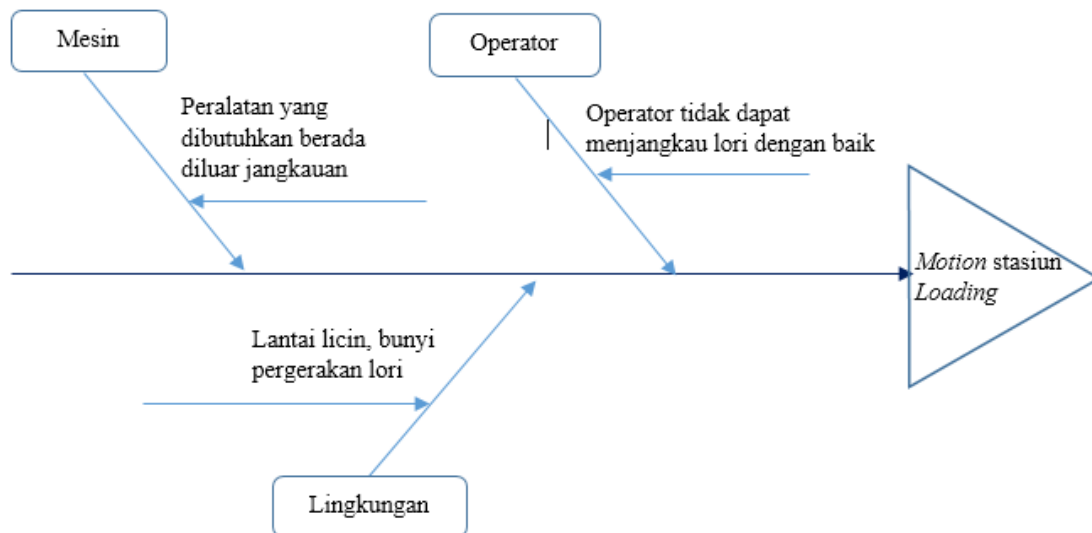 Mesin
Operator
Peralatan yang
dibutuhkan berada
diluar jangkauan
Operator tidak dapat
menjangkau lori dengan baik
Motion stasiun
Loading
Lantai licin, bunyi
pergerakan lori
Lingkungan